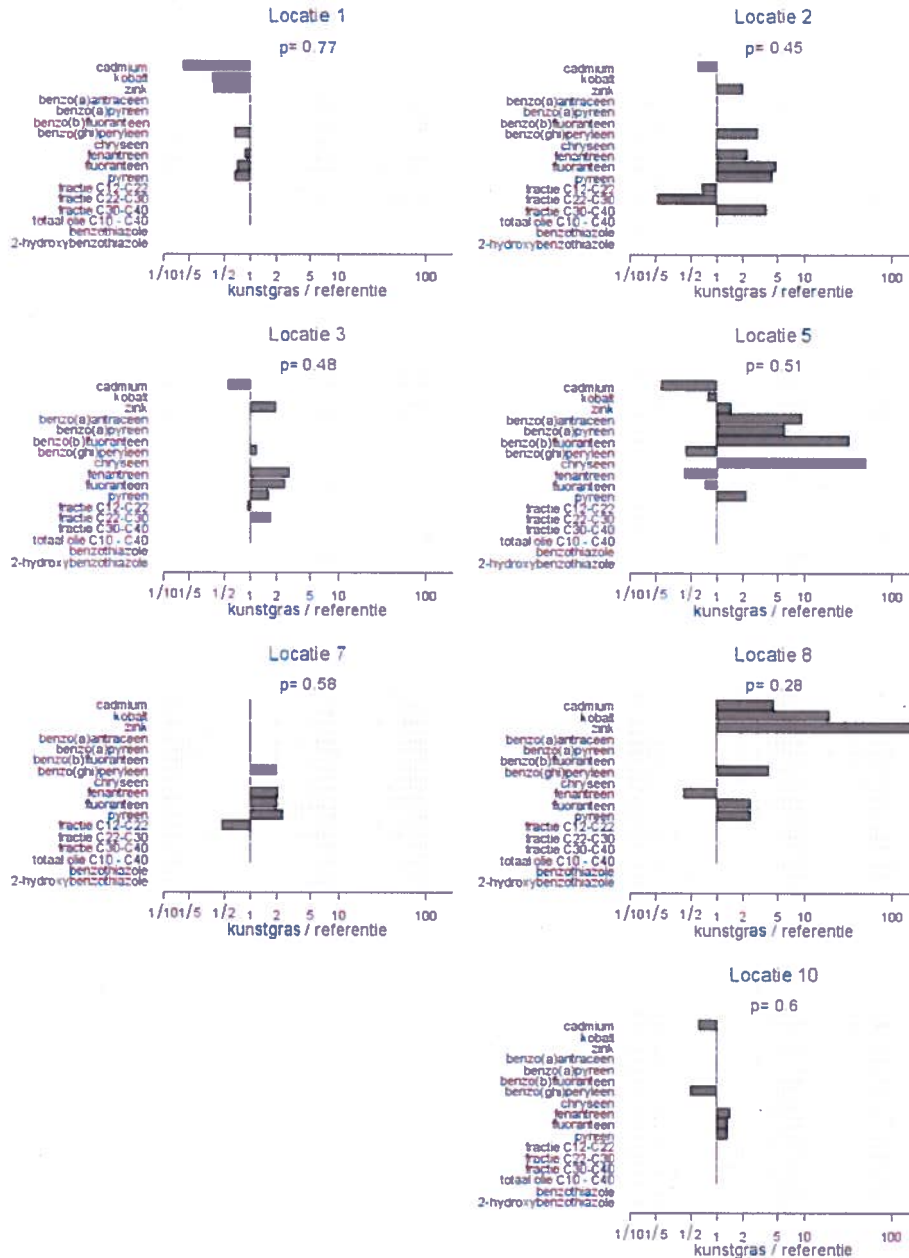 Locatie 1
p= 0.77
cadmium
kobalt
zink
benzo(a)antraceen
benzo(a)pyreen
benzo(b)fluoranteen
benzo(ghi)peryleen
chryseen
fenantreen
fluoranteen
pyreen
fractie C12-C22
fractie C22-C30
fractie C30-C40
totaal olie C10 - C40
benzothiazole
2-hydroxybenzothiazole
1/10 1/5 1/2 1 2 5 10 100
kunstgras / referentie
Locatie 2
p= 0.45
cadmium
kobalt
zink
benzo(a)antraceen
benzo(a)pyreen
benzo(b)fluoranteen
benzo(ghi)peryleen
chryseen
fenantreen
fluoranteen
pyreen
fractie C12-C22
fractie C22-C30
fractie C30-C40
totaal olie C10 - C40
benzothiazole
2-hydroxybenzothiazole
1/10 1/5 1/2 1 2 5 10 100
kunstgras / referentie
Locatie 3
p= 0.48
cadmium
kobalt
zink
benzo(a)antraceen
benzo(a)pyreen
benzo(b)fluoranteen
benzo(ghi)peryleen
chryseen
fenantreen
fluoranteen
pyreen
fractie C12-C22
fractie C22-C30
fractie C30-C40
totaal olie C10 - C40
benzothiazole
2-hydroxybenzothiazole
1/10 1/5 1/2 1 2 5 10 100
kunstgras / referentie
Locatie 5
p= 0.51
cadmium
kobalt
zink
benzo(a)antraceen
benzo(a)pyreen
benzo(b)fluoranteen
benzo(ghi)peryleen
chryseen
fenantreen
fluoranteen
pyreen
fractie C12-C22
fractie C22-C30
fractie C30-C40
totaal olie C10 - C40
benzothiazole
2-hydroxybenzothiazole
1/10 1/5 1/2 1 2 5 10 100
kunstgras / referentie
Locatie 7
p= 0.58
cadmium
kobalt
zink
benzo(a)antraceen
benzo(a)pyreen
benzo(b)fluoranteen
benzo(ghi)peryleen
chryseen
fenantreen
fluoranteen
pyreen
fractie C12-C22
fractie C22-C30
fractie C30-C40
totaal olie C10 - C40
benzothiazole
2-hydroxybenzothiazole
1/10 1/5 1/2 1 2 5 10 100
kunstgras / referentie
Locatie 8
p= 0.28
cadmium
kobalt
zink
benzo(a)antraceen
benzo(a)pyreen
benzo(b)fluoranteen
benzo(ghi)peryleen
chryseen
fenantreen
fluoranteen
pyreen
fractie C12-C22
fractie C22-C30
fractie C30-C40
totaal olie C10 - C40
benzothiazole
2-hydroxybenzothiazole
1/10 1/5 1/2 1 2 5 10 100
kunstgras / referentie
Locatie 10
p= 0.6
cadmium
kobalt
zink
benzo(a)antraceen
benzo(a)pyreen
benzo(b)fluoranteen
benzo(ghi)peryleen
chryseen
fenantreen
fluoranteen
pyreen
fractie C12-C22
fractie C22-C30
fractie C30-C40
totaal olie C10 - C40
benzothiazole
2-hydroxybenzothiazole
1/10 1/5 1/2 1 2 5 10 100
kunstgras / referentie